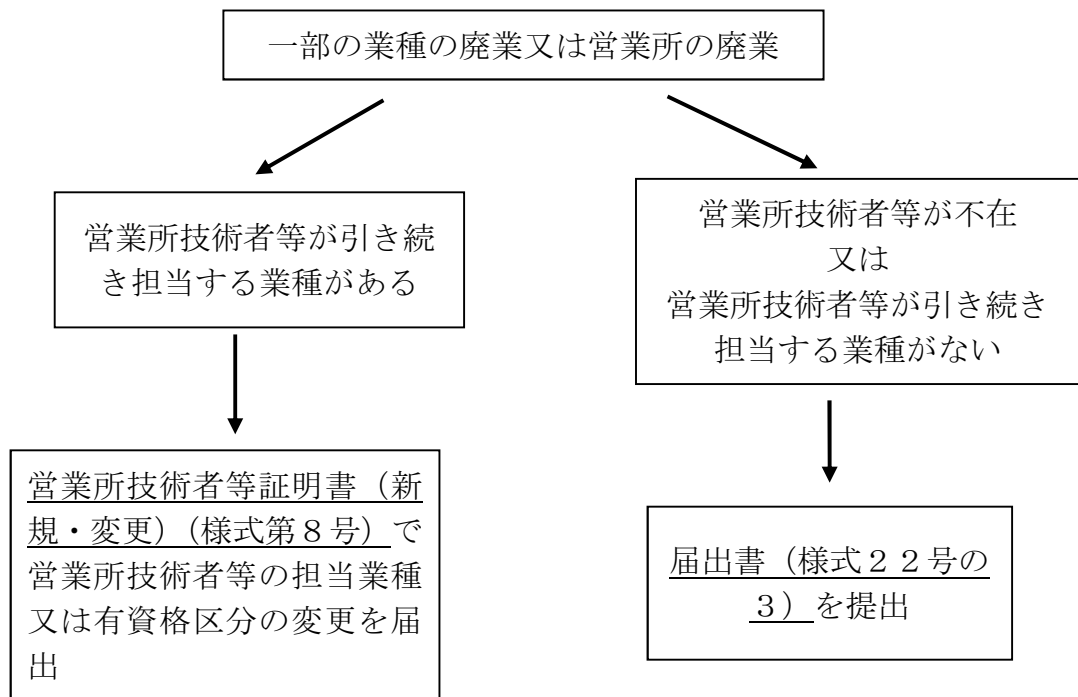 一部の業種の廃業又は営業所の廃業
営業所技術者等が引き続
き担当する業種がある
営業所技術者等が不在
又は
営業所技術者等が引き続き
担当する業種がない
営業所技術者等証明書（新
規・変更）（様式第８号）で
営業所技術者等の担当業種
又は有資格区分の変更を届
出
届出書（様式２２号の
３）を提出